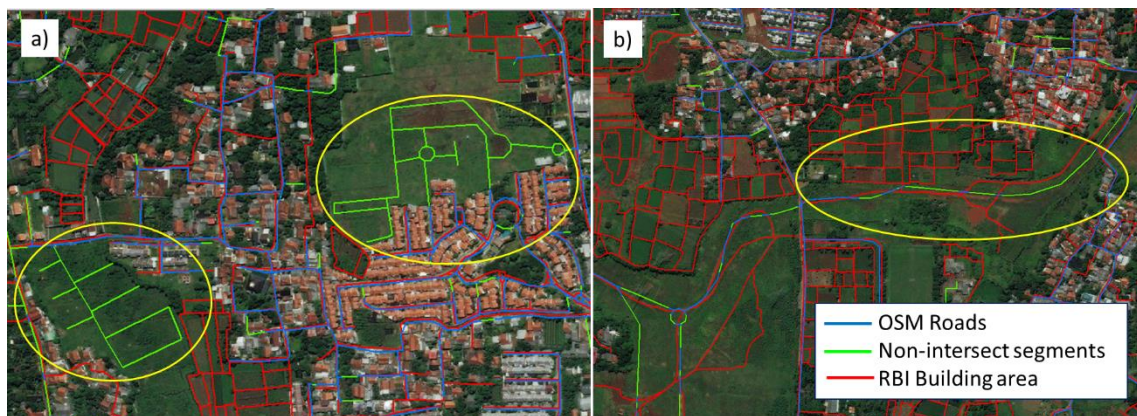 a)
b)
OSM Roads
Non-intersect segments
RBI Building area